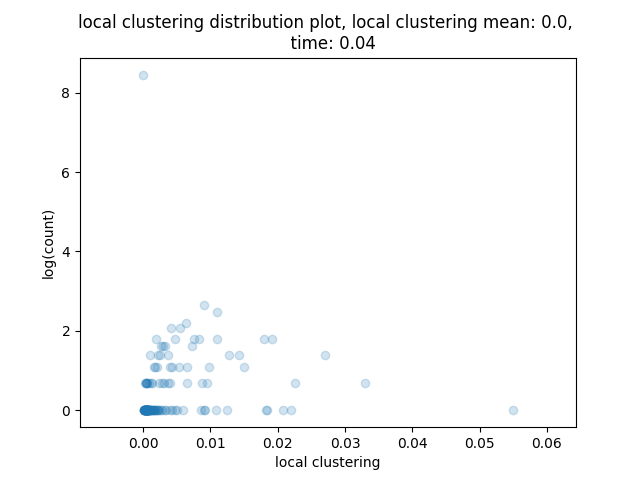 local clustering distribution plot, local clustering mean: 0.0,
time: 0.04
8
6
4
2
0
log(count)
0.00 0.01 0.02 0.03 0.04 0.05 0.06
local clustering